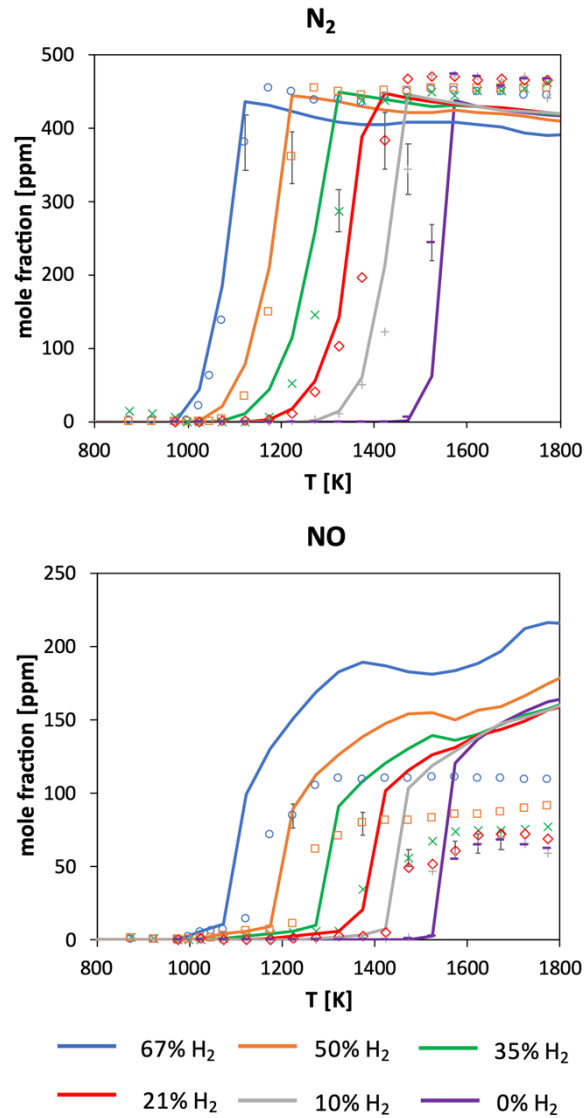 N₂
500
400
300
200
100
0
mole fraction [ppm]
800 1000 1200 1400 1600 1800
T [K]
NO
250
200
150
100
50
0
mole fraction [ppm]
800 1000 1200 1400 1600 1800
T [K]
67% H₂ 50% H₂ 35% H₂
21% H₂ 10% H₂ 0% H₂